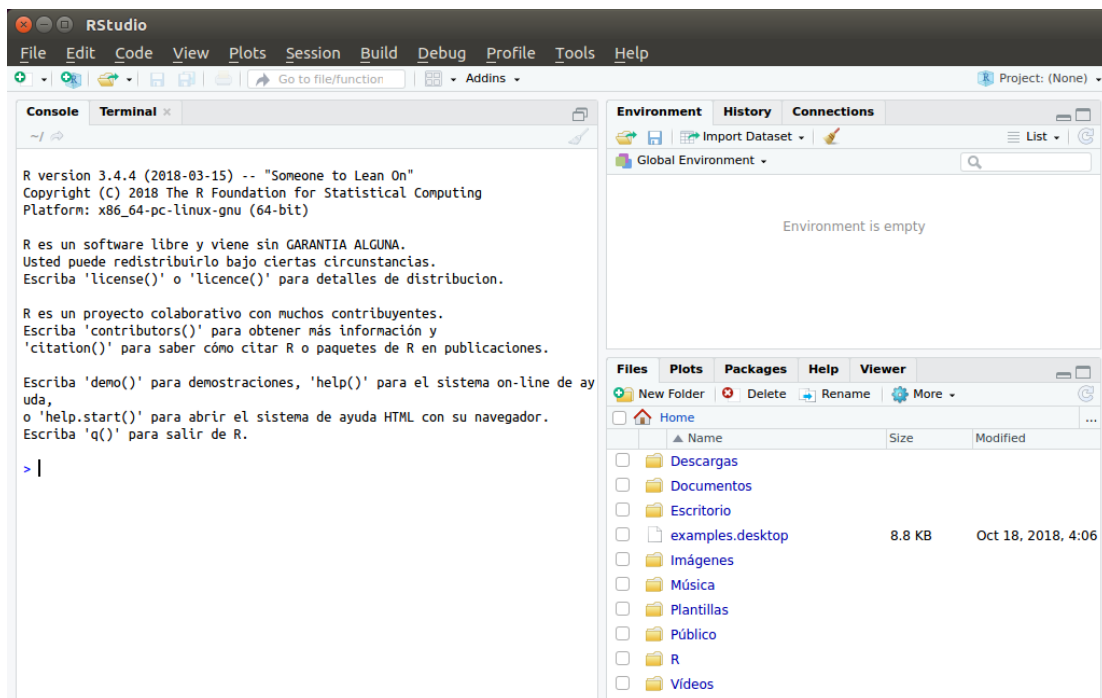 RStudio
File Edit Code View Plots Session Build Debug Profile Tools Help
Go to file/function Addins Project: (None)
Console Terminal
~/
R version 3.4.4 (2018-03-15) -- "Someone to Lean On"
Copyright (C) 2018 The R Foundation for Statistical Computing
Platform: x86_64-pc-linux-gnu (64-bit)
R es un software libre y viene sin GARANTIA ALGUNA.
Usted puede redistribuirlo bajo ciertas circunstancias.
Escriba 'license()' o 'licence()' para detalles de distribucion.
R es un proyecto colaborativo con muchos contribuyentes.
Escriba 'contributors()' para obtener más información y
'citation()' para saber cómo citar R o paquetes de R en publicaciones.
Escriba 'demo()' para demostraciones, 'help()' para el sistema on-line de ay
uda,
o 'help.start()' para abrir el sistema de ayuda HTML con su navegador.
Escriba 'q()' para salir de R.
>
Environment History Connections
Import Dataset List
Global Environment
Environment is empty
Files Plots Packages Help Viewer
New Folder Delete Rename More
Home ...
Name Size Modified
Descargas
Documentos
Escritorio
examples.desktop 8.8 KB Oct 18, 2018, 4:06
Imágenes
Música
Plantillas
Público
R
Vídeos